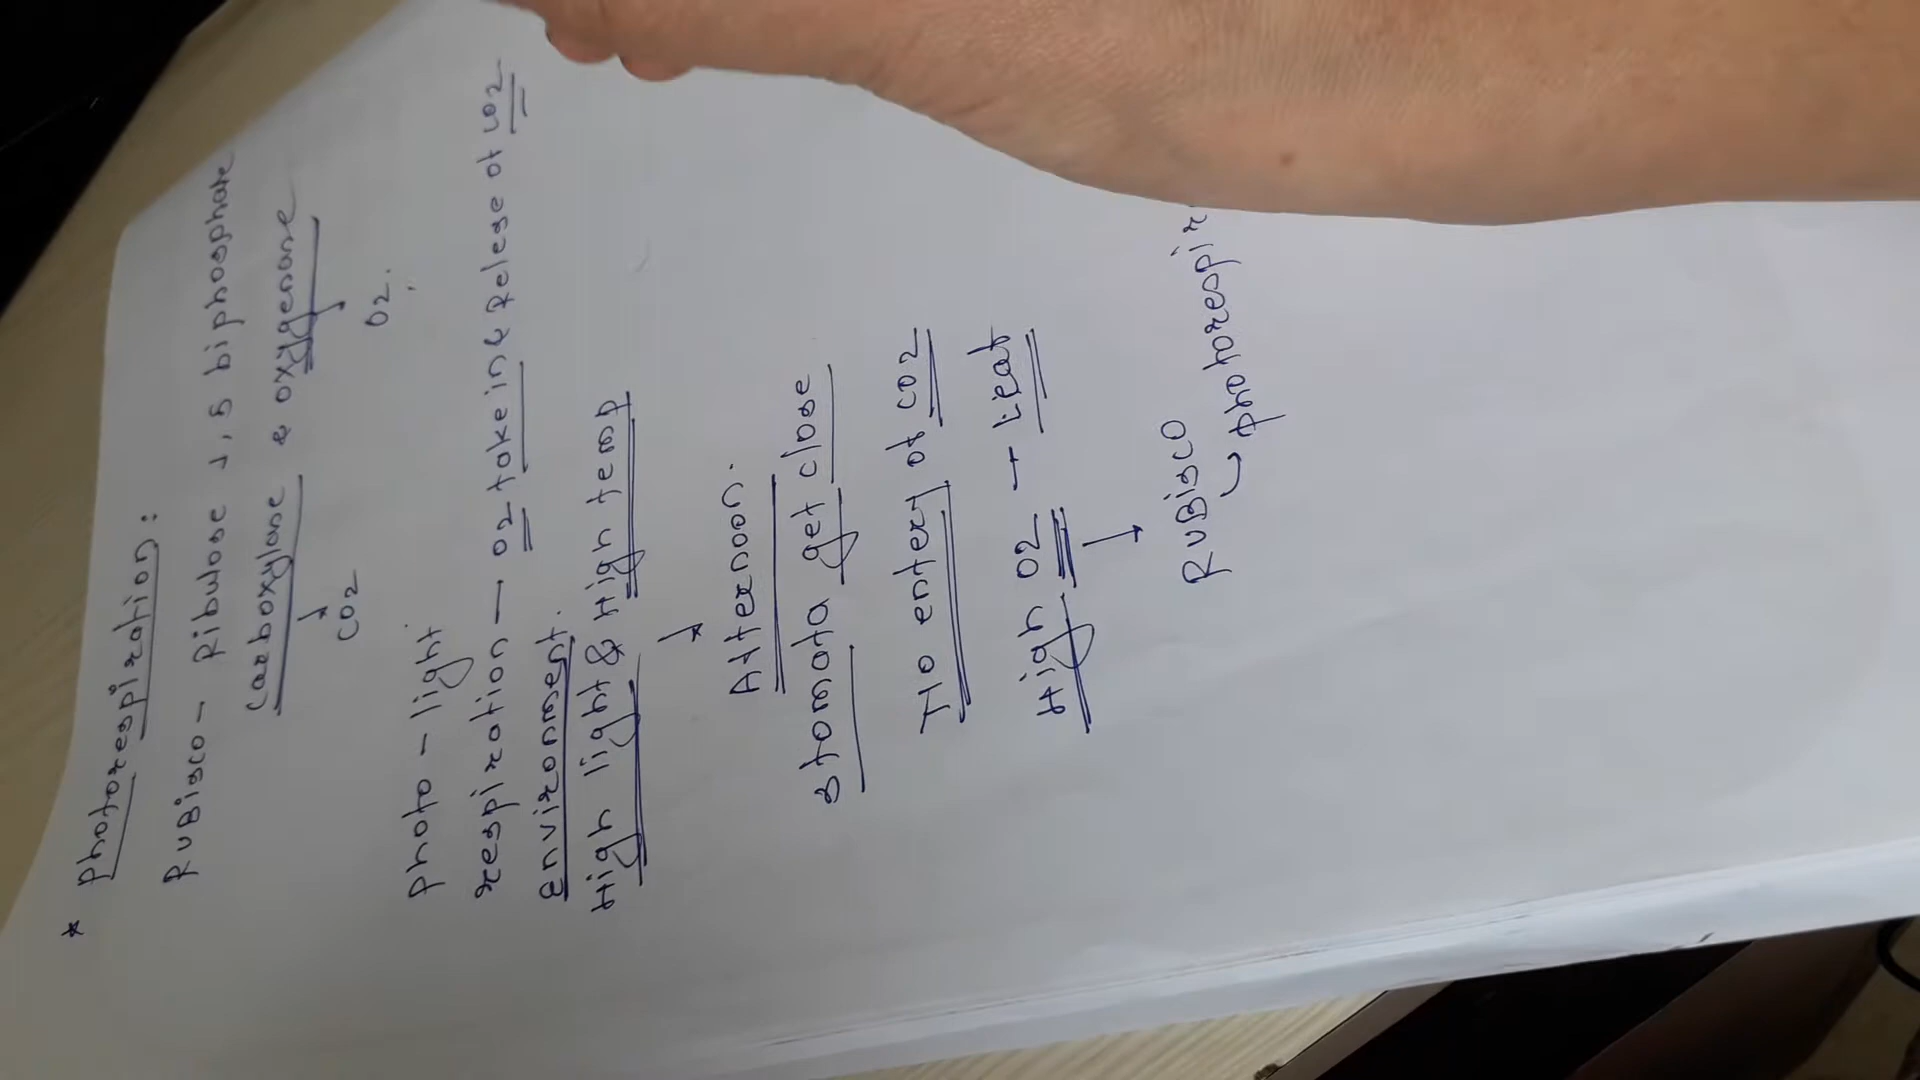 * Photorespiration:
RuBisco - Ribulose 1, 5 biphosphate
Carboxylase & oxygenase
↓ CO2 ↓ O2.
Photo - light
respiration — O2 take in & Relese of CO2
Environment.
High light & High temp
↓
Afternoon.
Stomata get close
No entery of CO2
High O2 → Leaf
↓
RuBisco
↪ photorespir